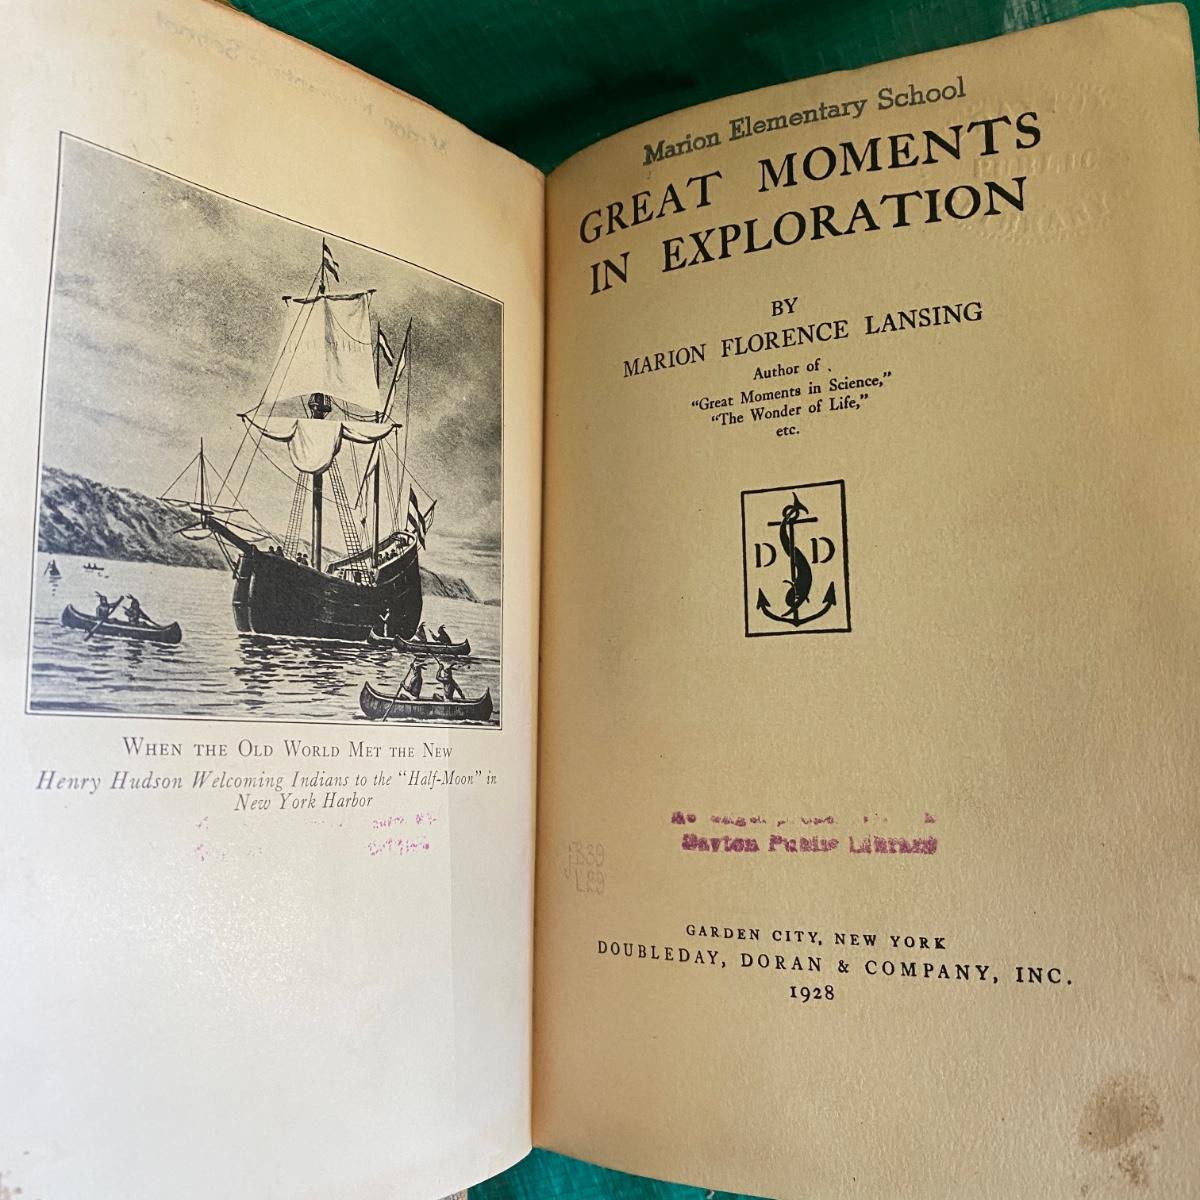 WHEN THE OLD WORLD MET THE NEW
Henry Hudson Welcoming Indians to the "Half-Moon" in
New York Harbor
Marion Elementary School
GREAT MOMENTS
IN EXPLORATION
BY
MARION FLORENCE LANSING
Author of
"Great Moments in Science,"
"The Wonder of Life,"
etc.
D D
Dayton Public Library
GARDEN CITY, NEW YORK
DOUBLEDAY, DORAN & COMPANY, INC.
1928